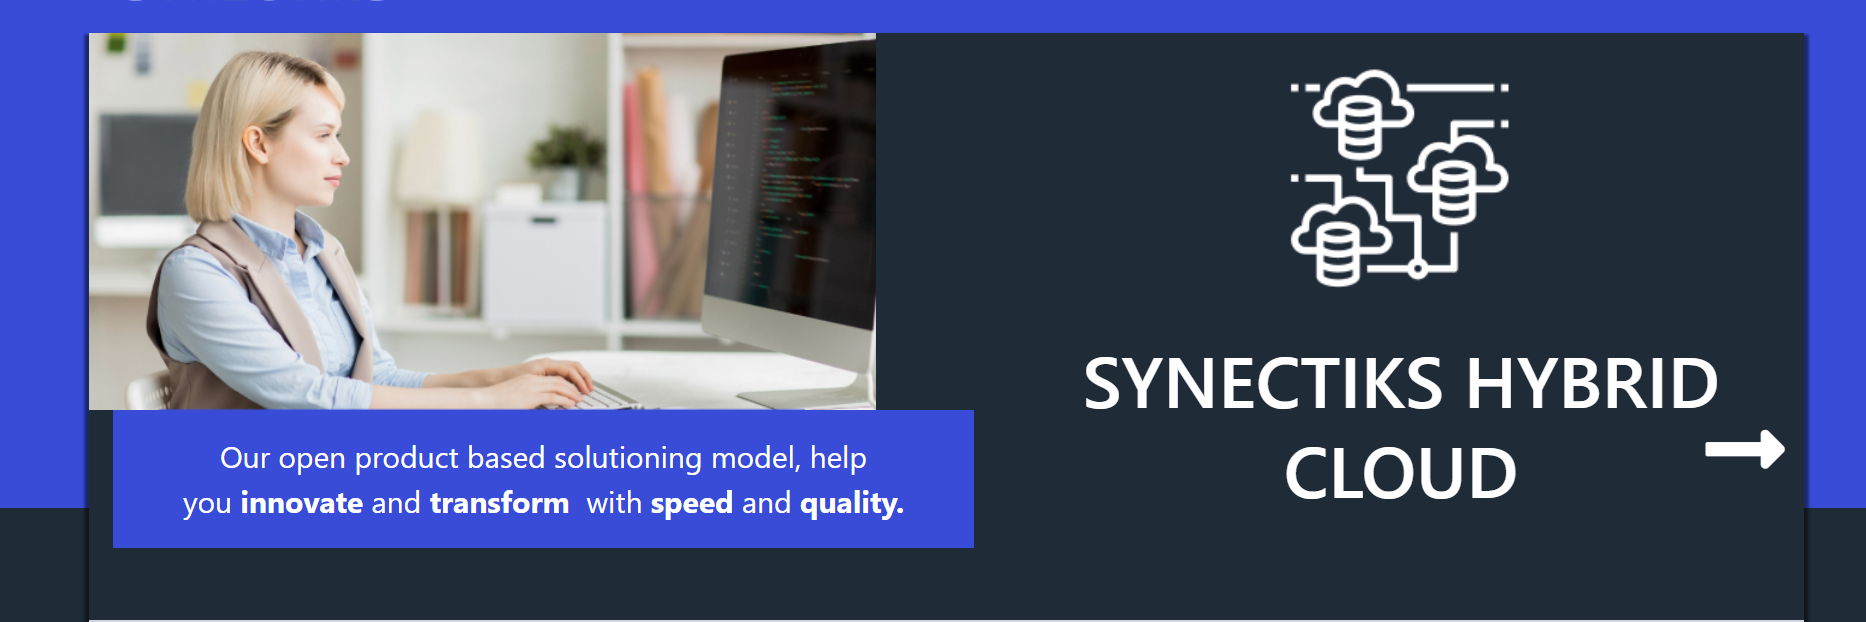 Our open product based solutioning model, help
you innovate and transform  with speed and quality.
SYNECTIKS HYBRID
CLOUD